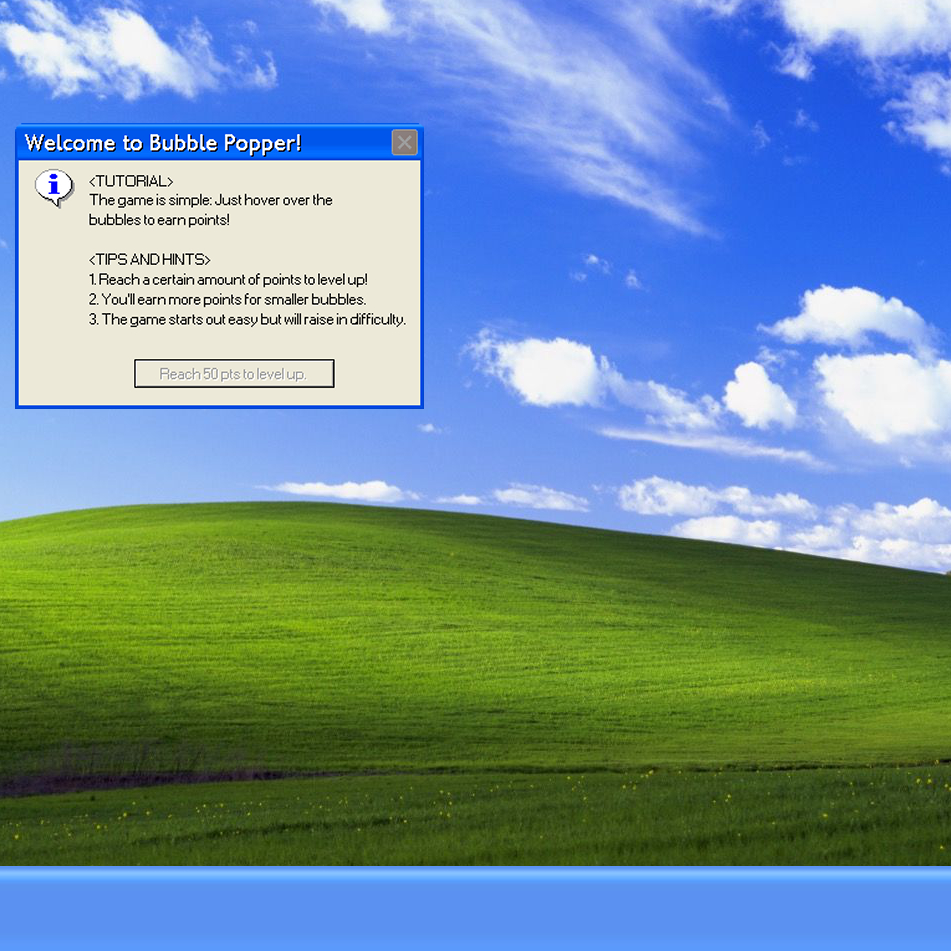 Welcome to Bubble Popper!
<TUTORIAL>
The game is simple: Just hover over the
bubbles to earn points!
<TIPS AND HINTS>
1. Reach a certain amount of points to level up!
2. You'll earn more points for smaller bubbles.
3. The game starts out easy but will raise in difficulty.
Reach 50 pts to level up.